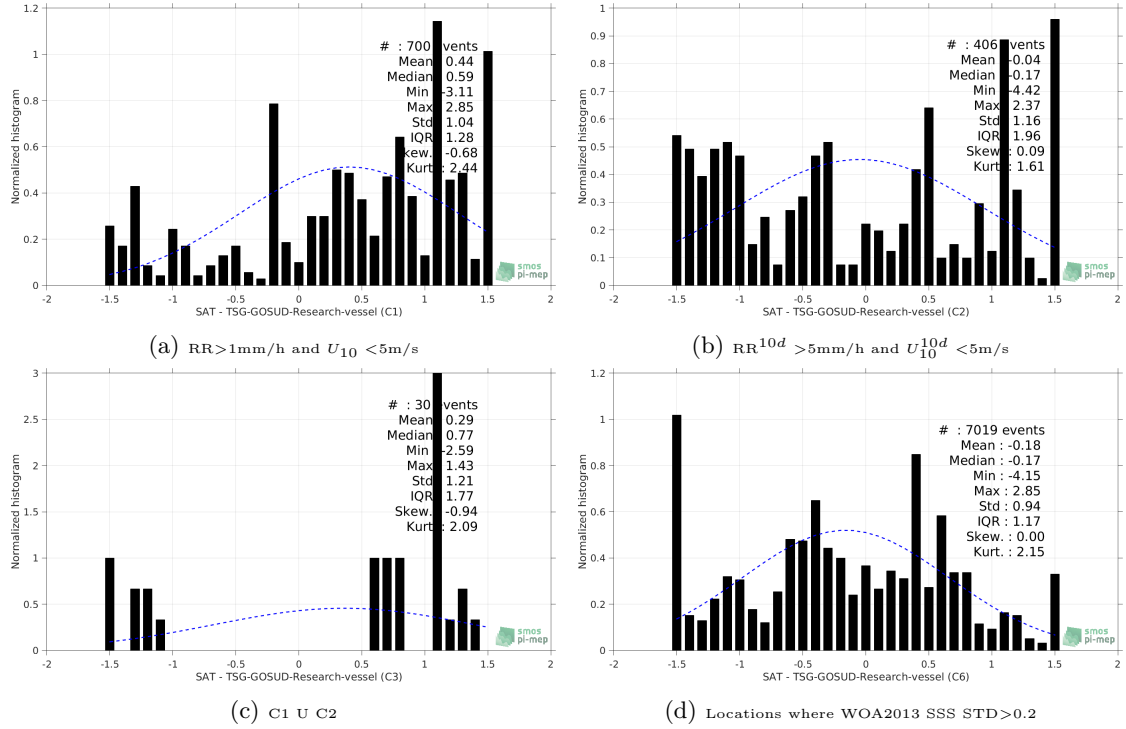 1.2
1
0.8
0.6
0.4
0.2
0
Normalized histogram
# : 700 events
Mean : 0.44
Median : 0.59
Min : -3.11
Max : 2.85
Std : 1.04
IQR : 1.28
Skew. : -0.68
Kurt. : 2.44
smos
pi-mep
-2 -1.5 -1 -0.5 0 0.5 1 1.5 2
SAT - TSG-GOSUD-Research-vessel (C1)
(a) RR>1mm/h and U10 <5m/s
1
0.9
0.8
0.7
0.6
0.5
0.4
0.3
0.2
0.1
0
Normalized histogram
# : 406 events
Mean : -0.04
Median : -0.17
Min : -4.42
Max : 2.37
Std : 1.16
IQR : 1.96
Skew. : 0.09
Kurt. : 1.61
smos
pi-mep
-2 -1.5 -1 -0.5 0 0.5 1 1.5 2
SAT - TSG-GOSUD-Research-vessel (C2)
(b) RR10d >5mm/h and U10d10 <5m/s
3
2.5
2
1.5
1
0.5
0
Normalized histogram
# : 30 events
Mean : 0.29
Median : 0.77
Min : -2.59
Max : 1.43
Std : 1.21
IQR : 1.77
Skew. : -0.94
Kurt. : 2.09
smos
pi-mep
-2 -1.5 -1 -0.5 0 0.5 1 1.5 2
SAT - TSG-GOSUD-Research-vessel (C3)
(c) C1 U C2
1.2
1
0.8
0.6
0.4
0.2
0
Normalized histogram
# : 7019 events
Mean : -0.18
Median : -0.17
Min : -4.15
Max : 2.85
Std : 0.94
IQR : 1.17
Skew. : 0.00
Kurt. : 2.15
smos
pi-mep
-2 -1.5 -1 -0.5 0 0.5 1 1.5 2
SAT - TSG-GOSUD-Research-vessel (C6)
(d) Locations where WOA2013 SSS STD>0.2